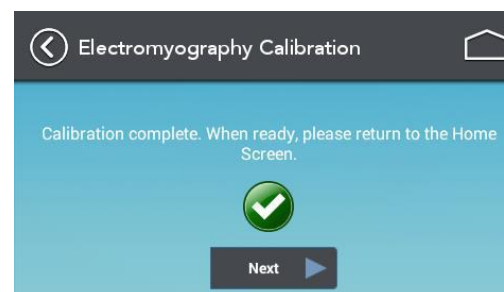 Electromyography Calibration
Calibration complete. When ready, please return to the Home
Screen.
Next